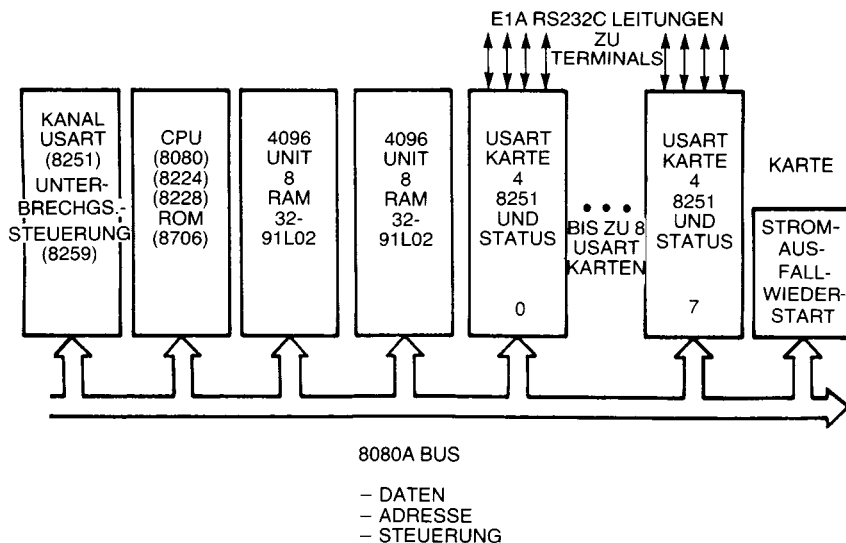 E1A RS232C LEITUNGEN
ZU
TERMINALS
KANAL
USART
(8251)
UNTER-
BRECHGS.-
STEUERUNG
(8259)
CPU
(8080)
(8224)
(8228)
ROM
(8706)
4096
UNIT
8
RAM
32-
91L02
4096
UNIT
8
RAM
32-
91L02
USART
KARTE
4
8251
UND
STATUS
0
• • •
BIS ZU 8
USART
KARTEN
USART
KARTE
4
8251
UND
STATUS
7
KARTE
STROM-
AUS-
FALL-
WIEDER-
START
8080A BUS
– DATEN
– ADRESSE
– STEUERUNG